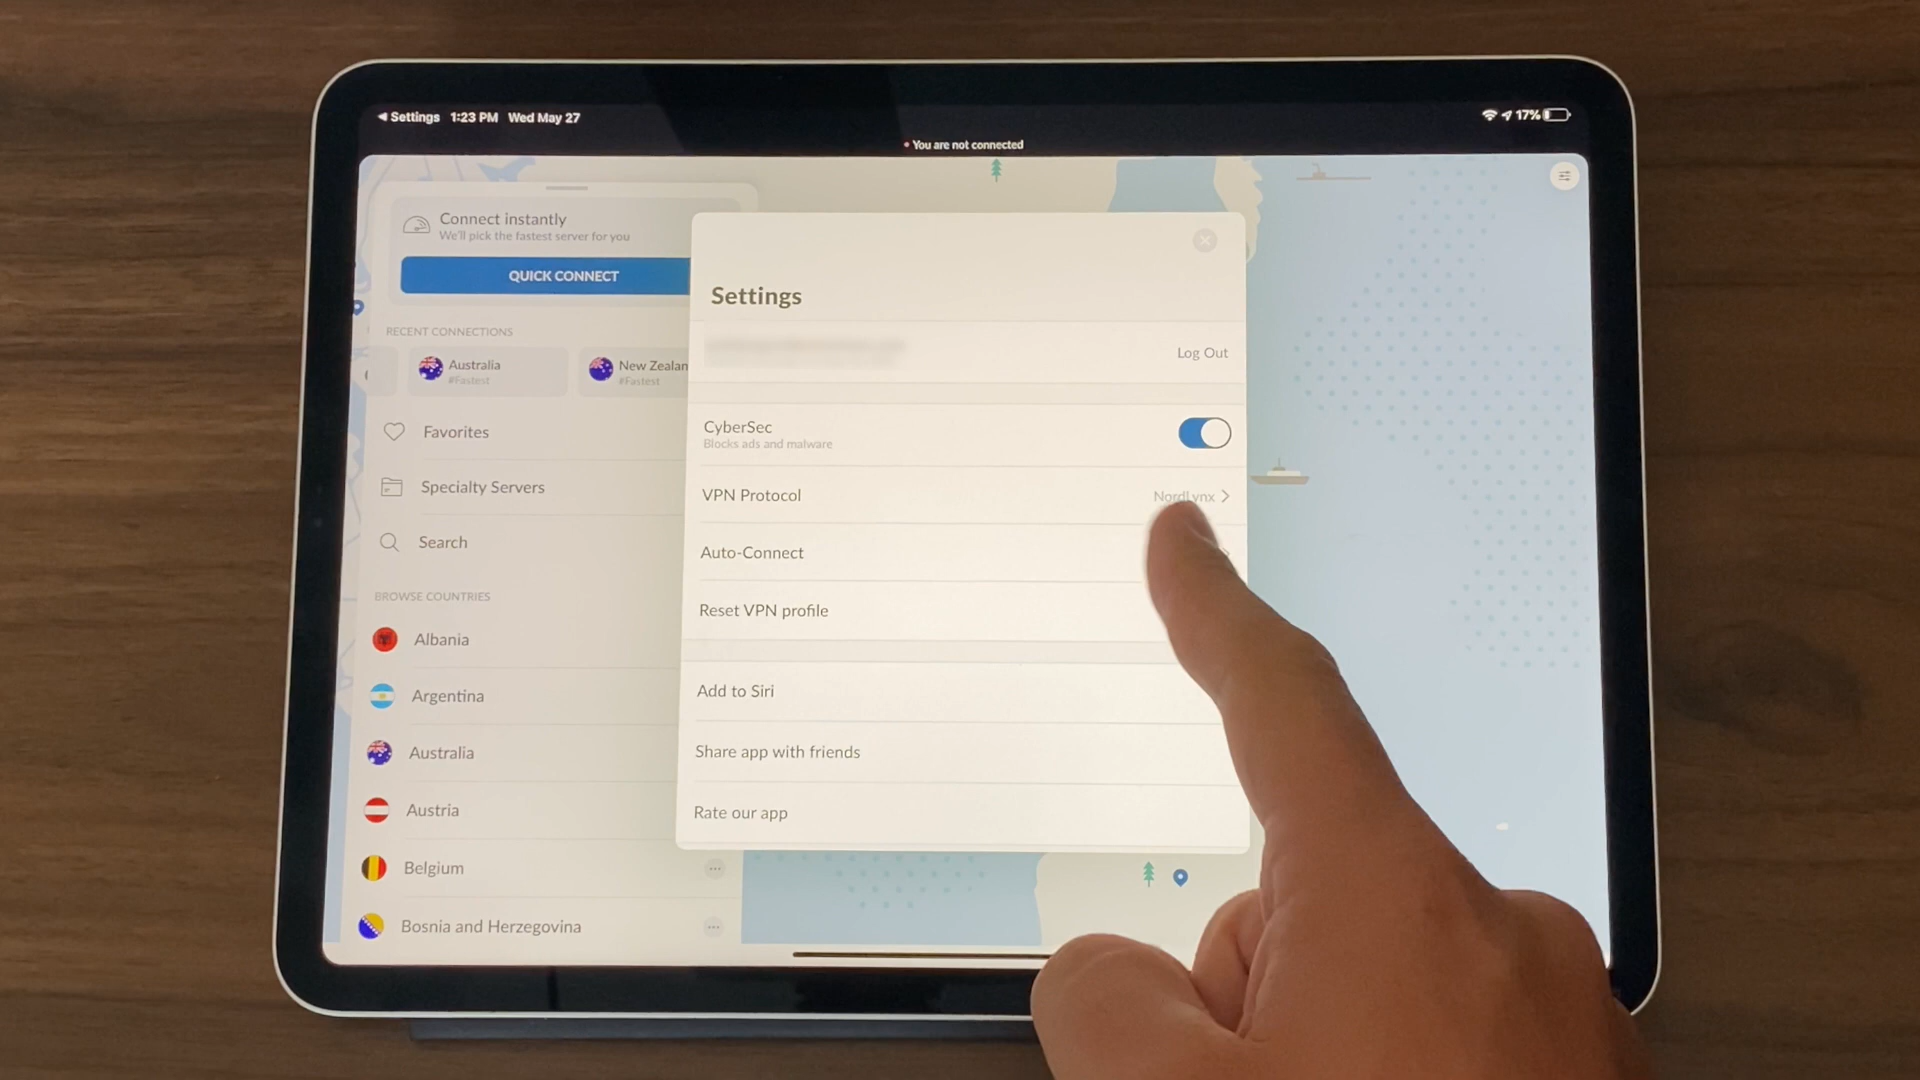 ◀ Settings 1:23 PM Wed May 27
17%
• You are not connected
Connect instantly
We'll pick the fastest server for you
QUICK CONNECT
RECENT CONNECTIONS
Australia
#Fastest
New Zealan
#Fastest
Favorites
Specialty Servers
Search
BROWSE COUNTRIES
Albania
Argentina
Australia
Austria
Belgium
Bosnia and Herzegovina
Settings
Log Out
CyberSec
Blocks ads and malware
VPN Protocol
NordLynx
Auto-Connect
Reset VPN profile
Add to Siri
Share app with friends
Rate our app